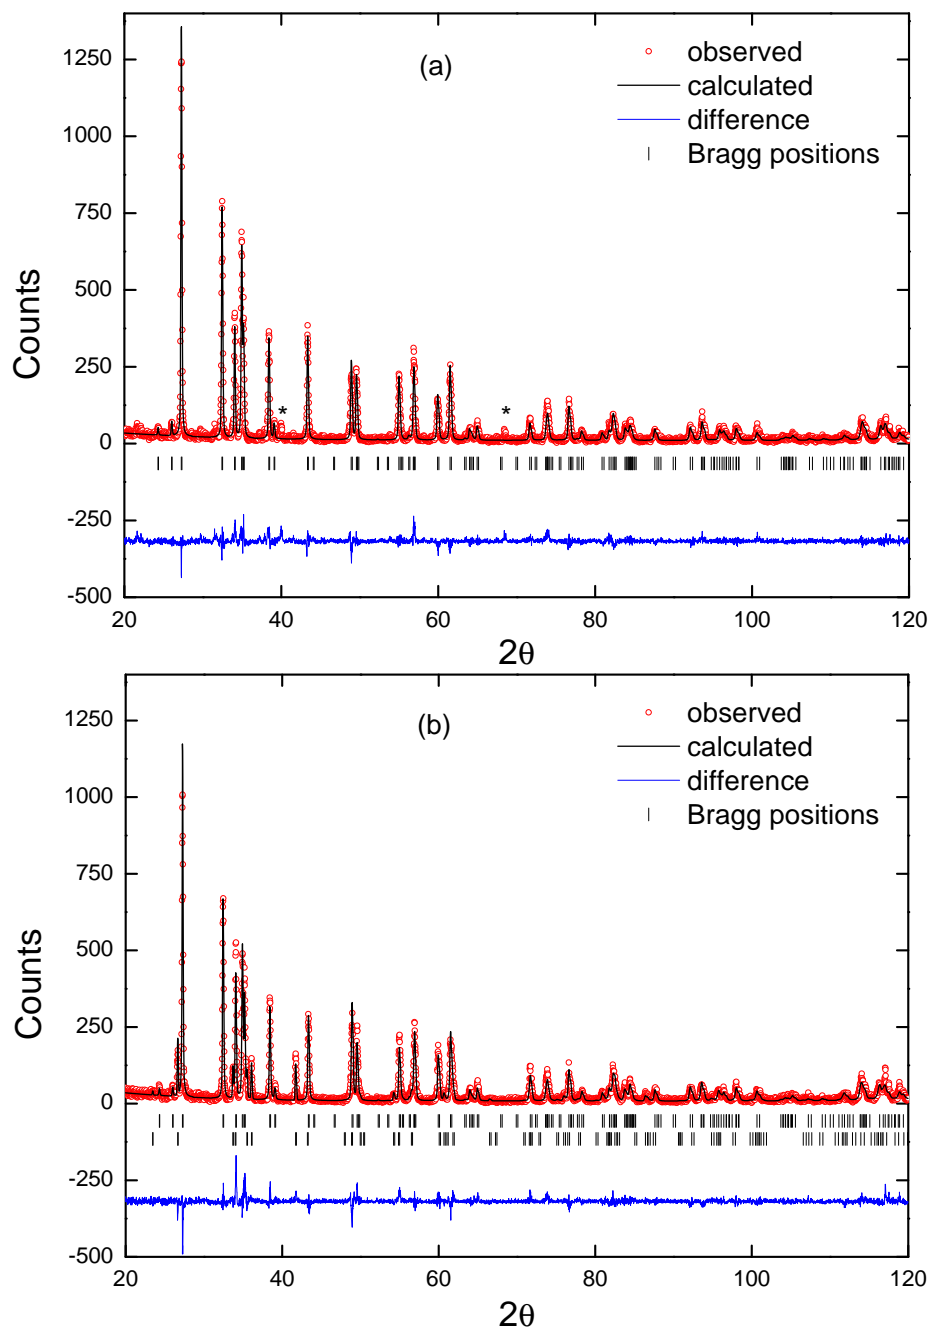 (a)
observed
calculated
difference
Bragg positions
1250
1000
750
500
250
0
-250
-500
Counts
*
*
20 40 60 80 100 120
2θ
(b)
observed
calculated
difference
Bragg positions
1250
1000
750
500
250
0
-250
-500
Counts
20 40 60 80 100 120
2θ